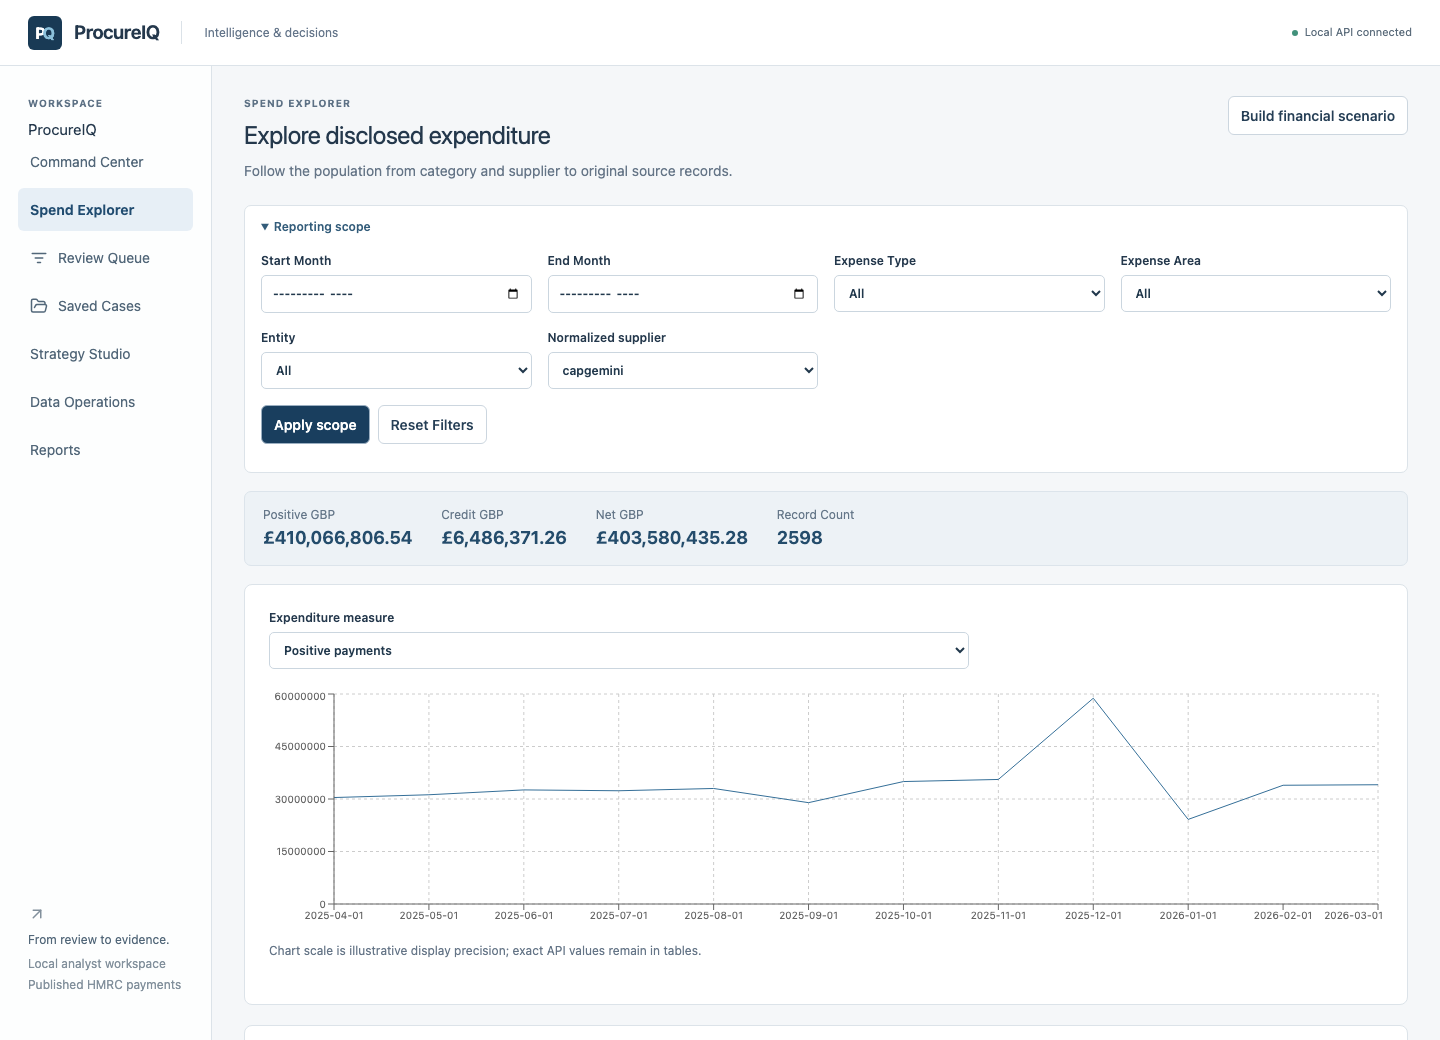 PQ ProcureIQ Intelligence & decisions Local API connected
WORKSPACE
ProcureIQ
Command Center
Spend Explorer
Review Queue
Saved Cases
Strategy Studio
Data Operations
Reports
From review to evidence.
Local analyst workspace
Published HMRC payments
SPEND EXPLORER
Explore disclosed expenditure
Follow the population from category and supplier to original source records.
Build financial scenario
▼ Reporting scope
Start Month End Month Expense Type Expense Area
--------- ---- --------- ---- All All
Entity Normalized supplier
All capgemini
Apply scope Reset Filters
Positive GBP Credit GBP Net GBP Record Count
£410,066,806.54 £6,486,371.26 £403,580,435.28 2598
Expenditure measure
Positive payments
60000000
45000000
30000000
15000000
0
2025-04-01 2025-05-01 2025-06-01 2025-07-01 2025-08-01 2025-09-01 2025-10-01 2025-11-01 2025-12-01 2026-01-01 2026-02-01 2026-03-01
Chart scale is illustrative display precision; exact API values remain in tables.